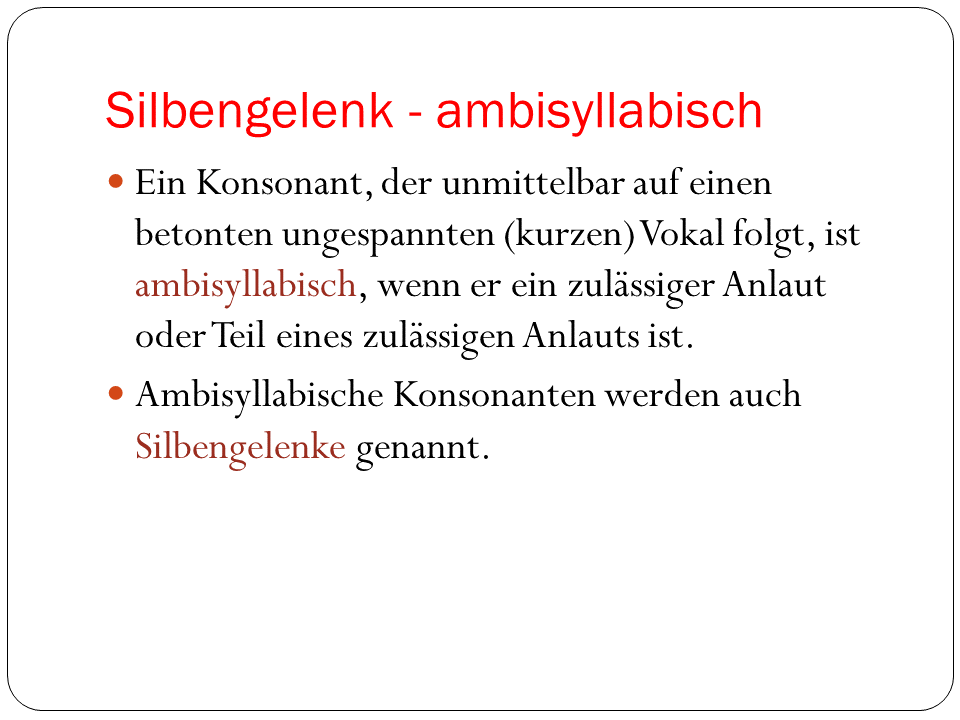 Silbengelenk - ambisyllabisch
• Ein Konsonant, der unmittelbar auf einen
betonten ungespannten (kurzen) Vokal folgt, ist
ambisyllabisch, wenn er ein zulässiger Anlaut
oder Teil eines zulässigen Anlauts ist.
• Ambisyllabische Konsonanten werden auch
Silbengelenke genannt.